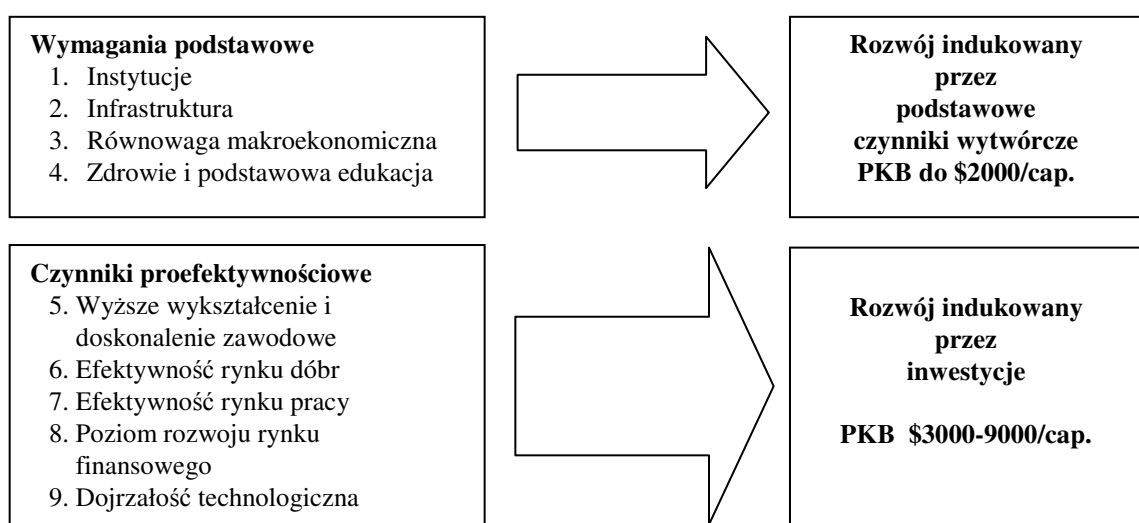 Wymagania podstawowe
1. Instytucje
2. Infrastruktura
3. Równowaga makroekonomiczna
4. Zdrowie i podstawowa edukacja
Rozwój indukowany
przez
podstawowe
czynniki wytwórcze
PKB do $2000/cap.
Czynniki proefektywnościowe
5. Wyższe wykształcenie i
doskonalenie zawodowe
6. Efektywność rynku dóbr
7. Efektywność rynku pracy
8. Poziom rozwoju rynku
finansowego
9. Dojrzałość technologiczna
Rozwój indukowany
przez
inwestycje
PKB $3000-9000/cap.